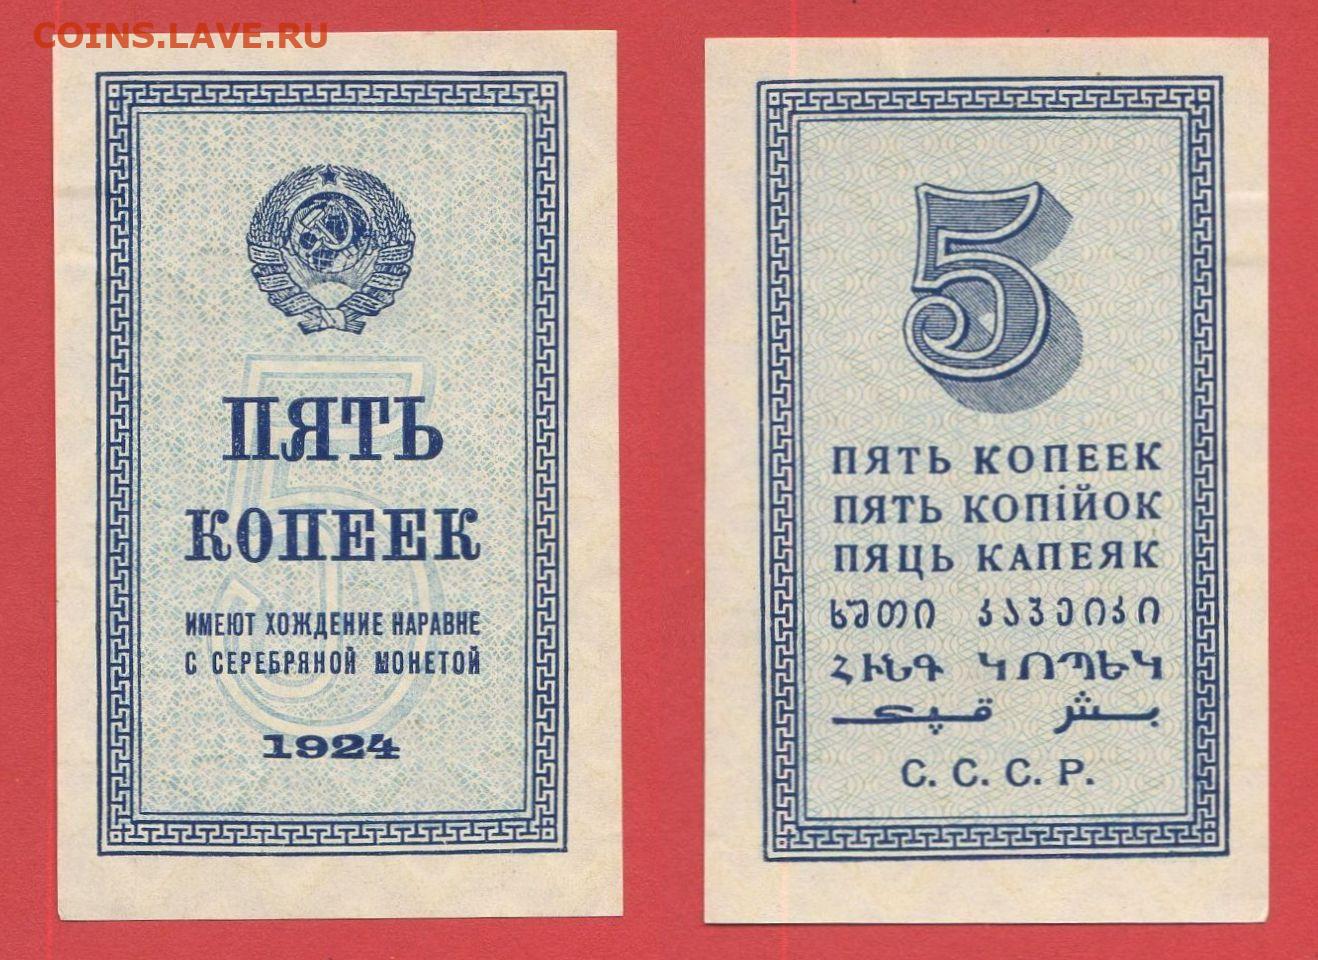 COINS.LAVE.RU
5
ПЯТЬ
КОПЕЕК
ИМЕЮТ ХОЖДЕНИЕ НАРАВНЕ
С СЕРЕБРЯНОЙ МОНЕТОЙ
1924
5
ПЯТЬ КОПЕЕК
ПЯТЬ КОПІЙОК
ПЯЦЬ КАПЕЯК
ხუთი კაპეიკი
ՀԻՆԳ ԿՈՊԵԿ
بش قپك
С. С. С. Р.